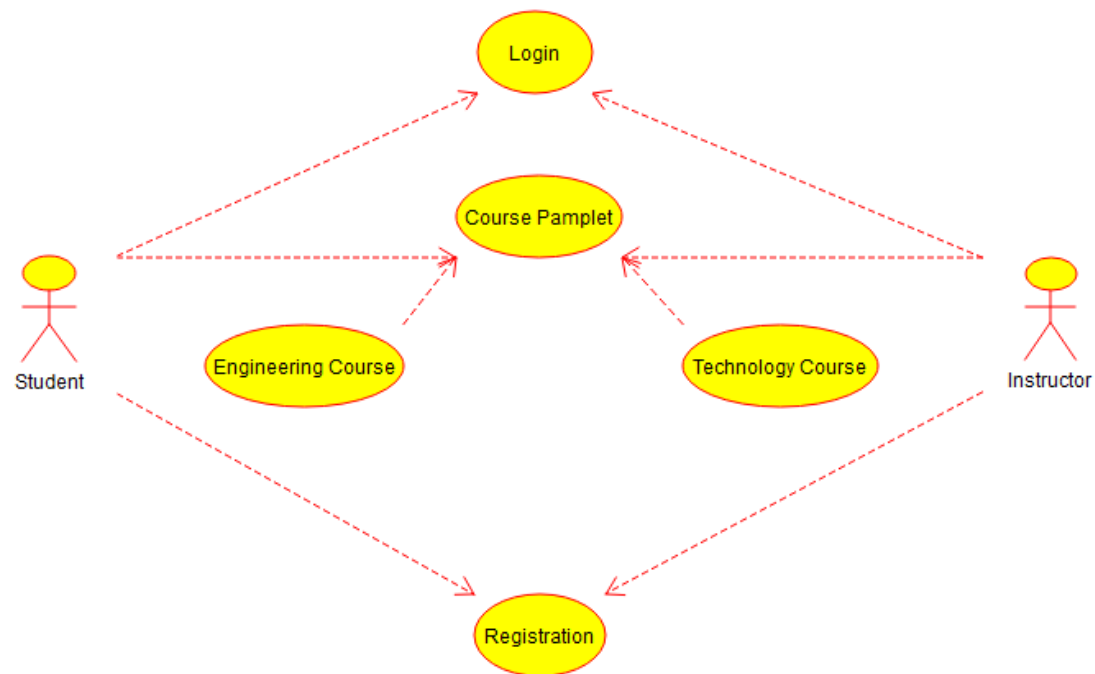 Login
Course Pamplet
Engineering Course
Technology Course
Student
Instructor
Registration